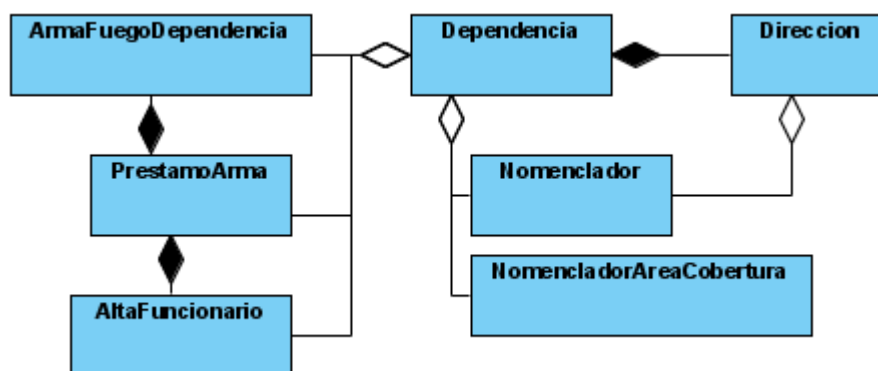 ArmaFuegoDependencia
Dependencia
Direccion
PrestamoArma
Nomenclador
NomencladorAreaCobertura
AltaFuncionario